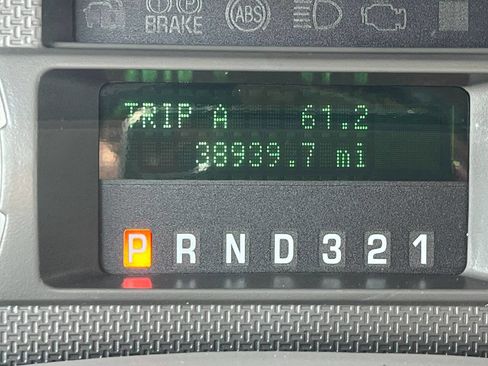 (P) BRAKE
ABS
TRIP A 61.2
38939.7 mi
P R N D 3 2 1